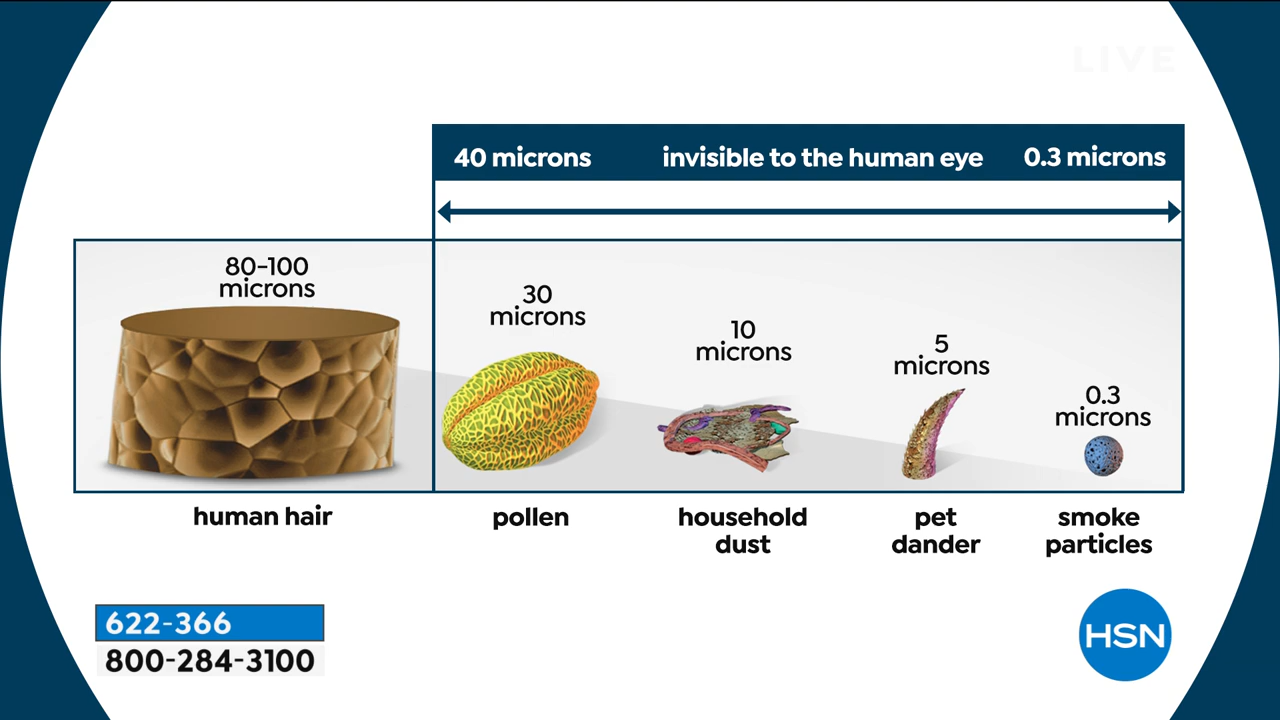 LIVE
40 microns invisible to the human eye 0.3 microns
80-100
microns
30
microns
10
microns
5
microns
0.3
microns
human hair
pollen
household
dust
pet
dander
smoke
particles
622-366
800-284-3100
HSN